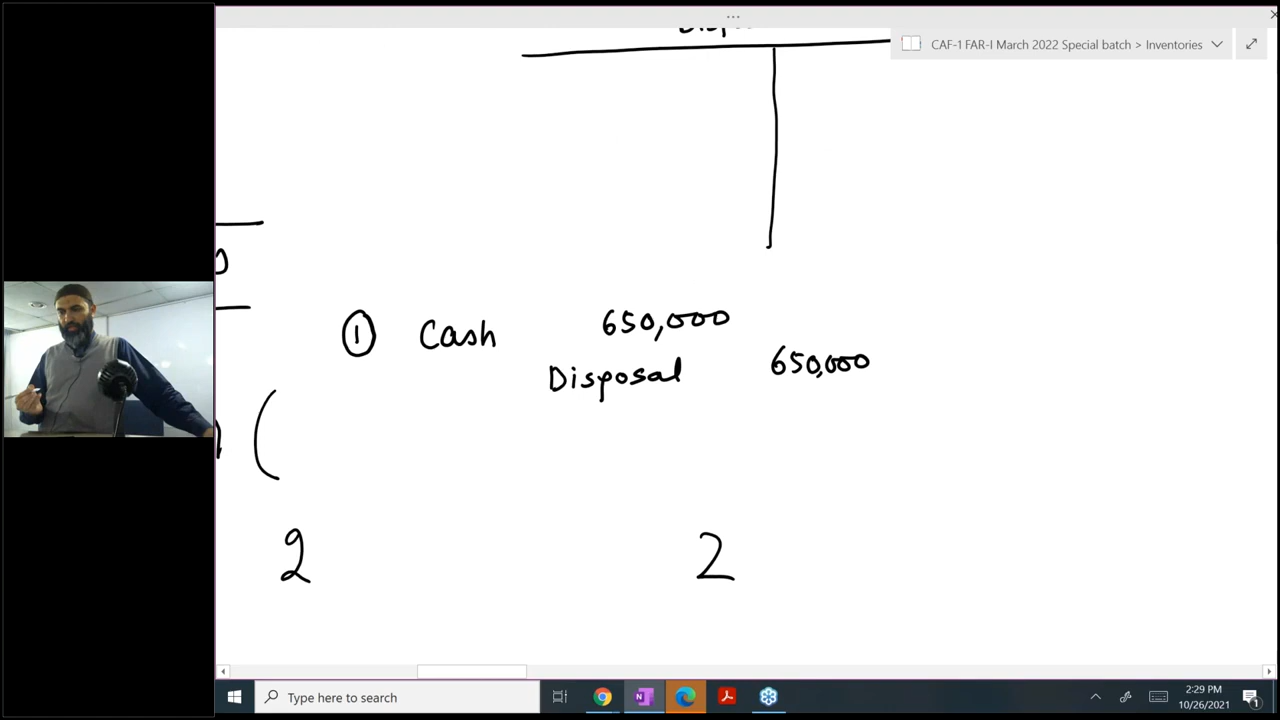 CAF-1 FAR-I March 2022 Special batch > Inventories
① Cash 650,000
Disposal 650,000
2 2
Type here to search
2:29 PM
10/26/2021